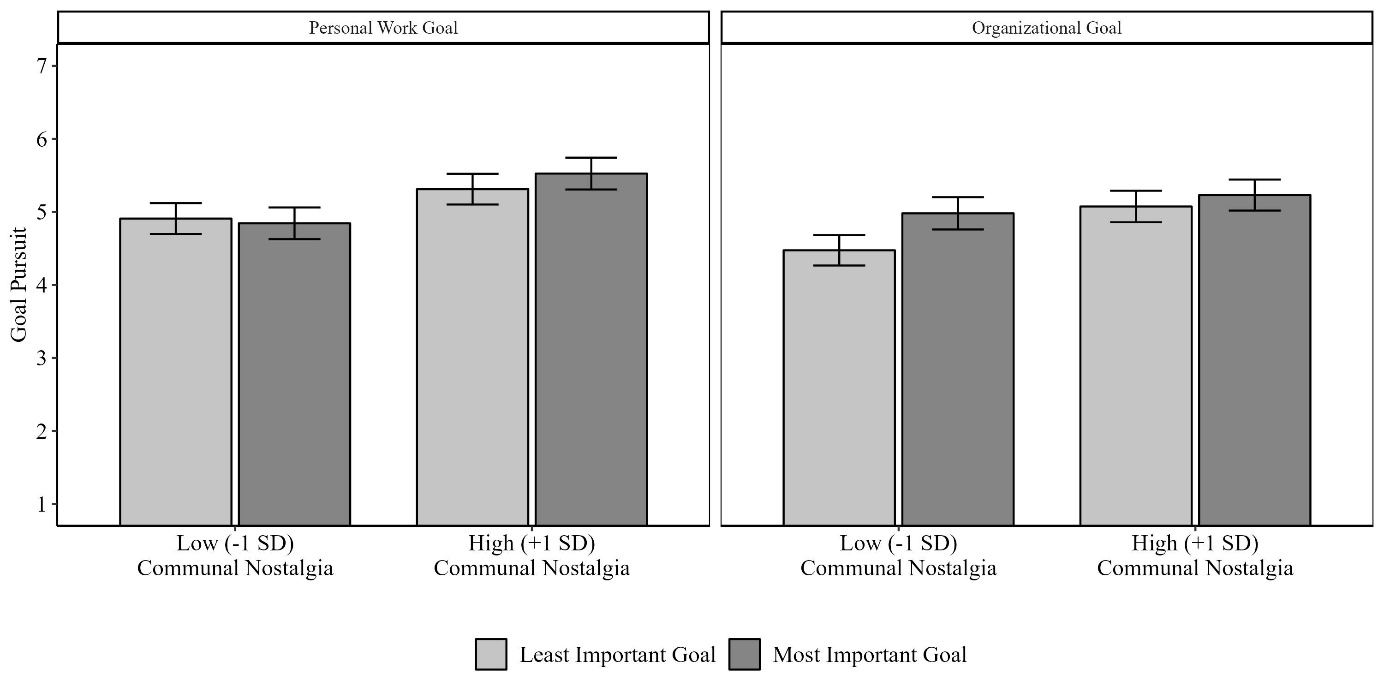 Personal Work Goal
Organizational Goal
Goal Pursuit
7
6
5
4
3
2
1
Low (-1 SD)
Communal Nostalgia
High (+1 SD)
Communal Nostalgia
Low (-1 SD)
Communal Nostalgia
High (+1 SD)
Communal Nostalgia
Least Important Goal
Most Important Goal